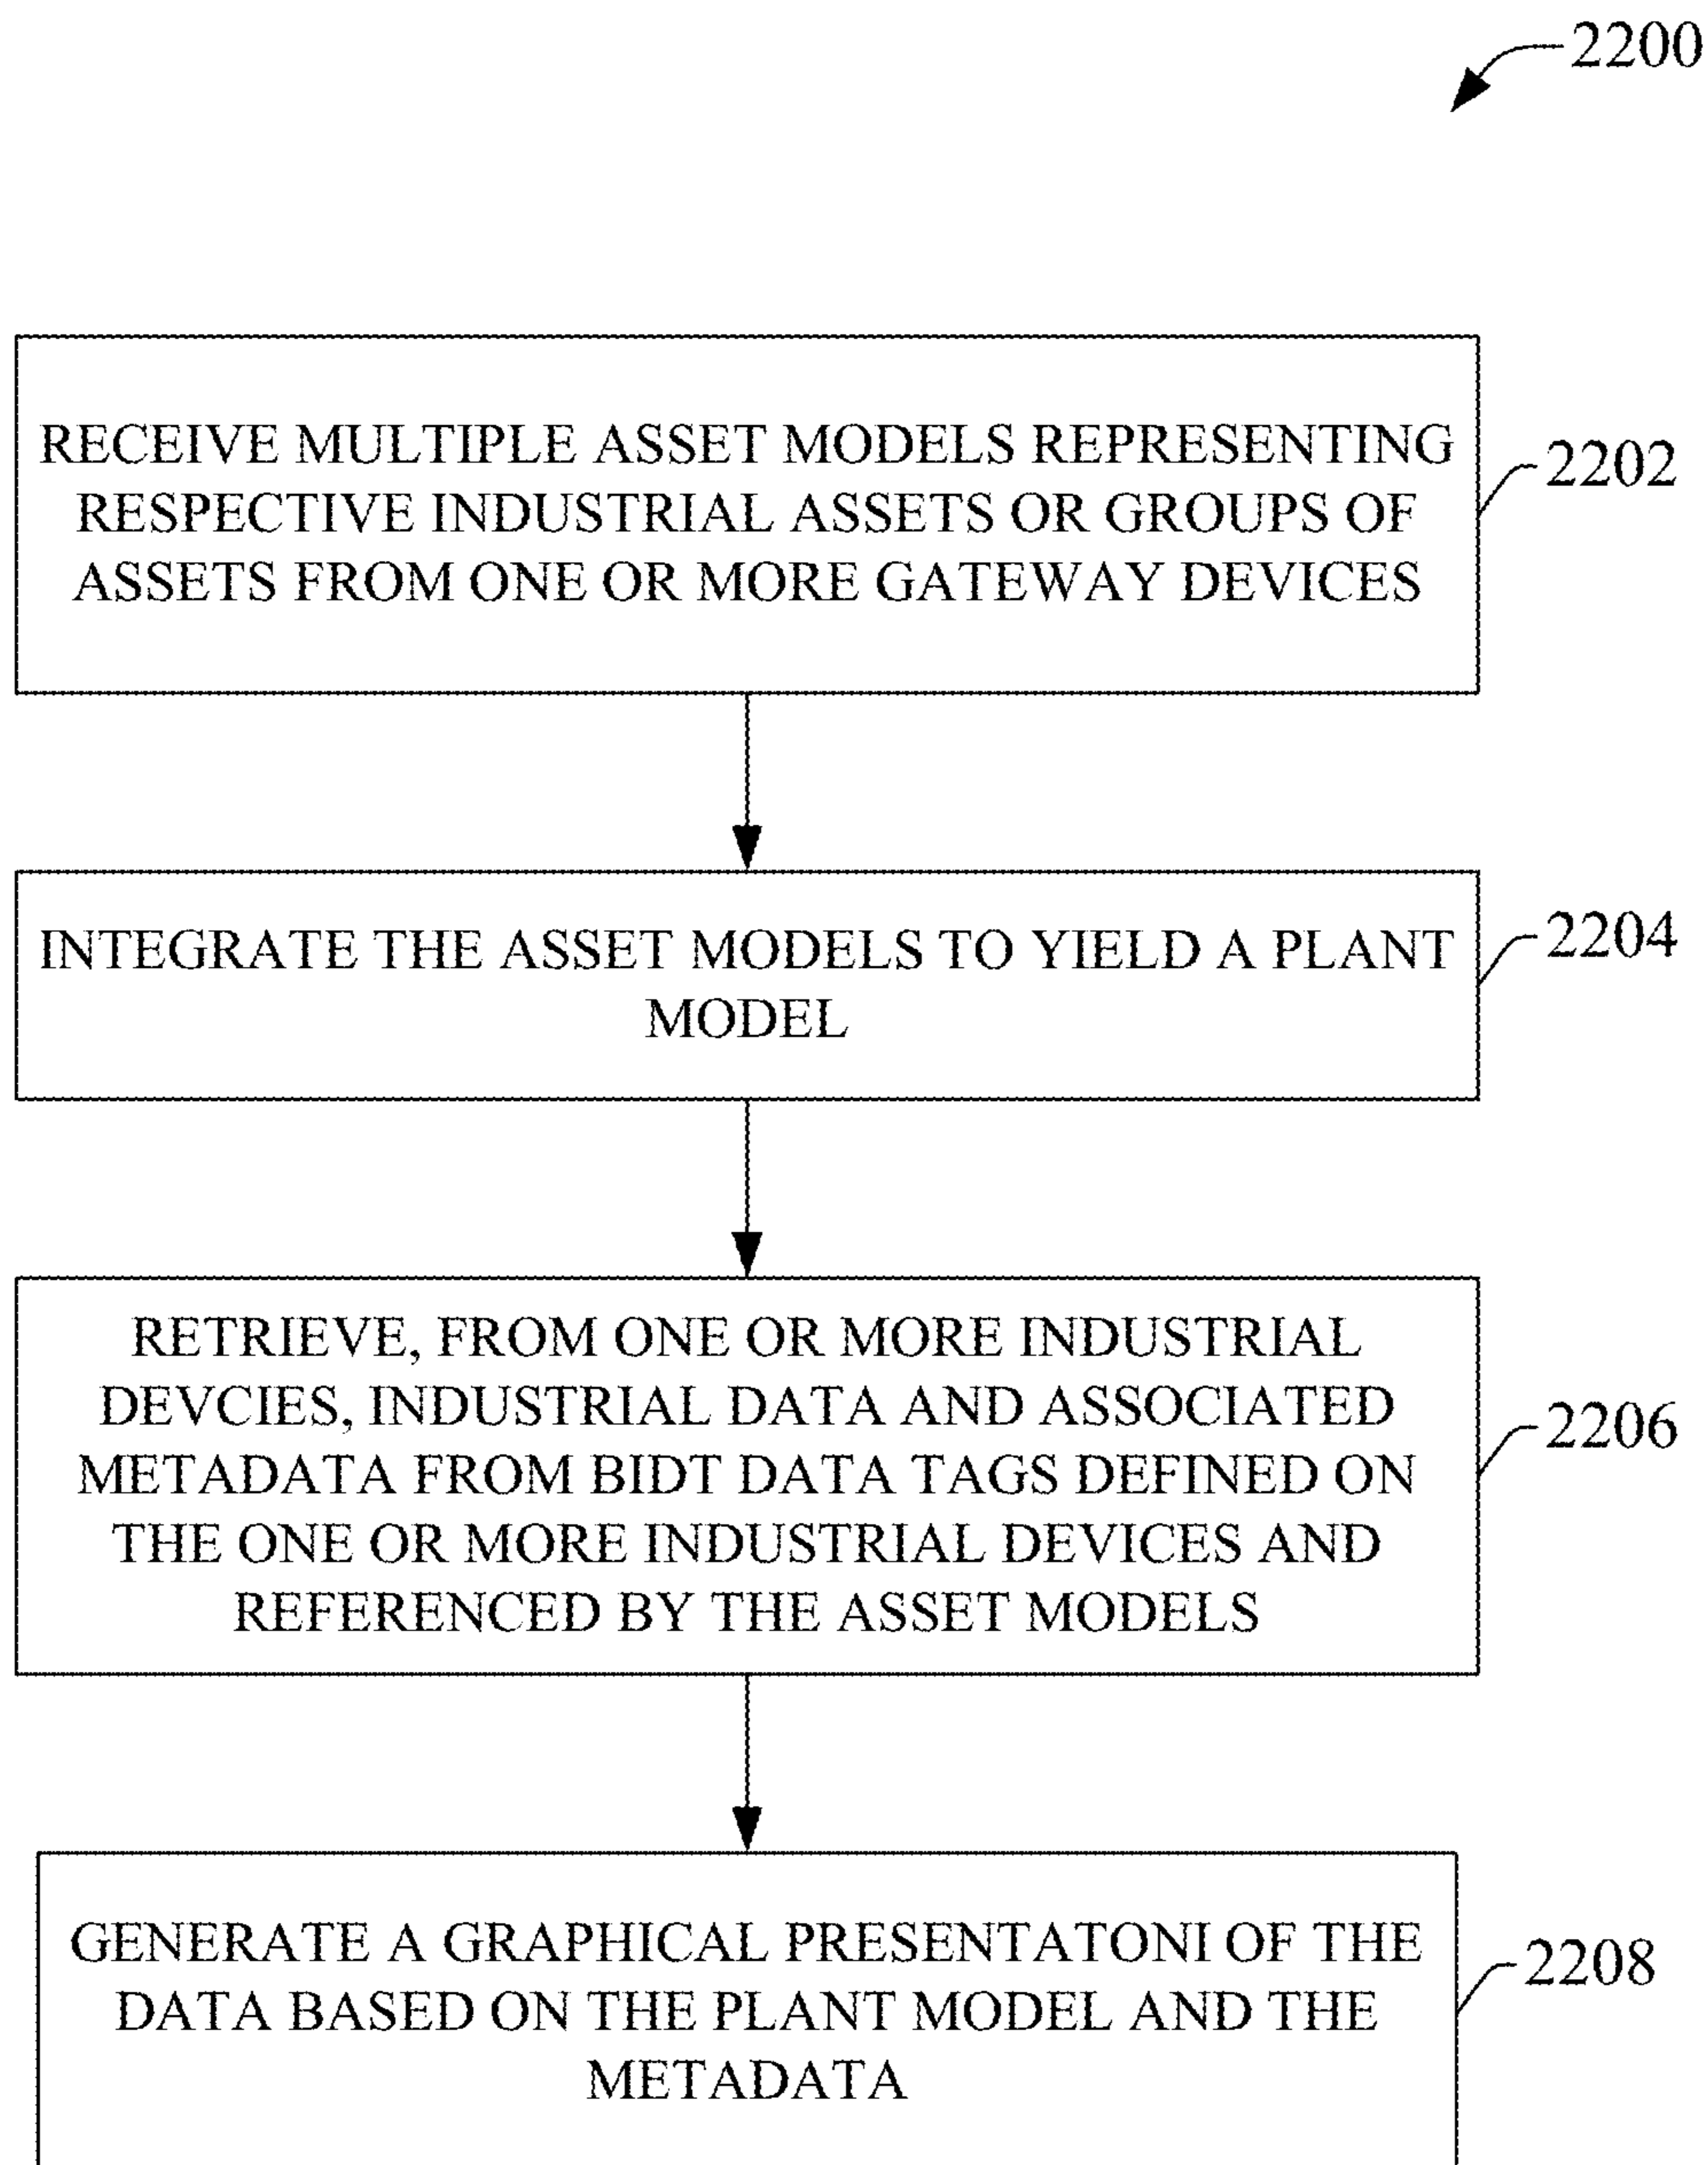 2200
RECEIVE MULTIPLE ASSET MODELS REPRESENTING
RESPECTIVE INDUSTRIAL ASSETS OR GROUPS OF
ASSETS FROM ONE OR MORE GATEWAY DEVICES
2202
INTEGRATE THE ASSET MODELS TO YIELD A PLANT
MODEL
2204
RETRIEVE, FROM ONE OR MORE INDUSTRIAL
DEVCIES, INDUSTRIAL DATA AND ASSOCIATED
METADATA FROM BIDT DATA TAGS DEFINED ON
THE ONE OR MORE INDUSTRIAL DEVICES AND
REFERENCED BY THE ASSET MODELS
2206
GENERATE A GRAPHICAL PRESENTATONI OF THE
DATA BASED ON THE PLANT MODEL AND THE
METADATA
2208